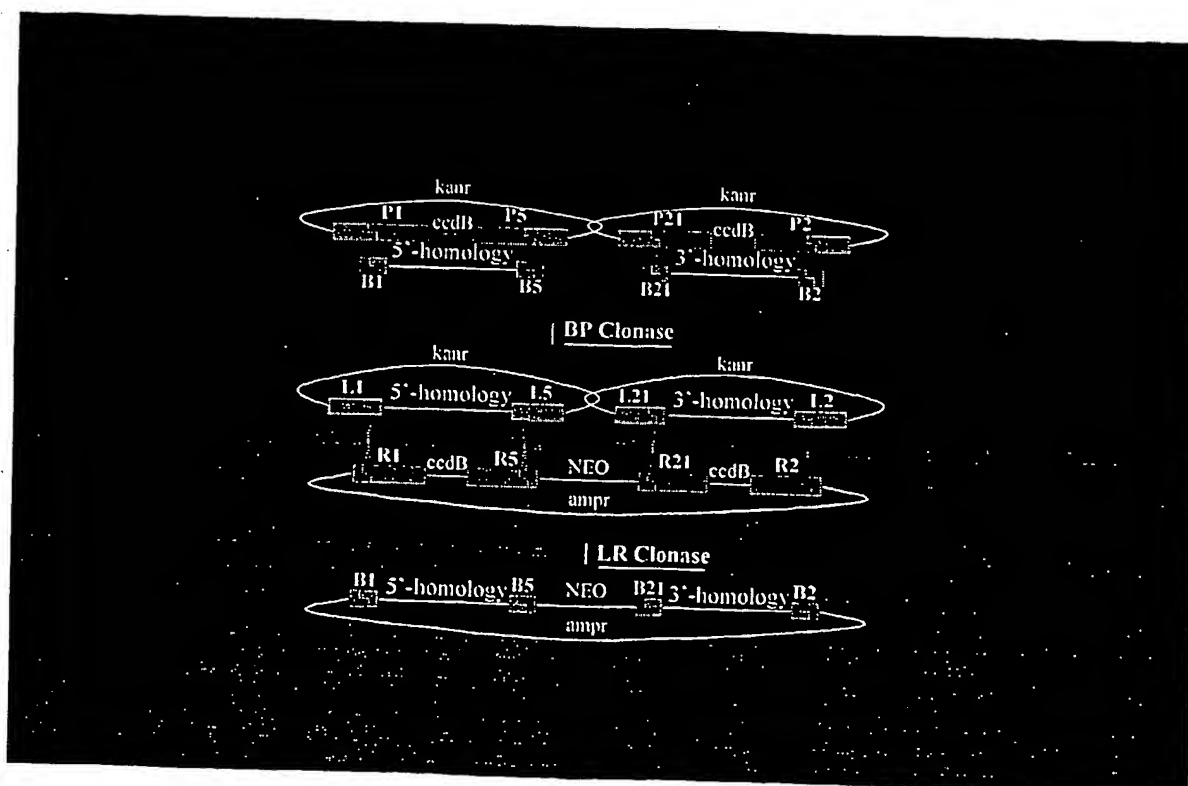 kanr kanr
P1 ccdB P5 P21 ccdB P2
5'-homology 3'-homology
B1 B5 B21 B2
BP Clonase
kanr kanr
L1 5'-homology L5 L21 3'-homology L2
R1 ccdB R5 NEO R21 ccdB R2
ampr
LR Clonase
B1 5'-homology B5 NEO B21 3'-homology B2
ampr